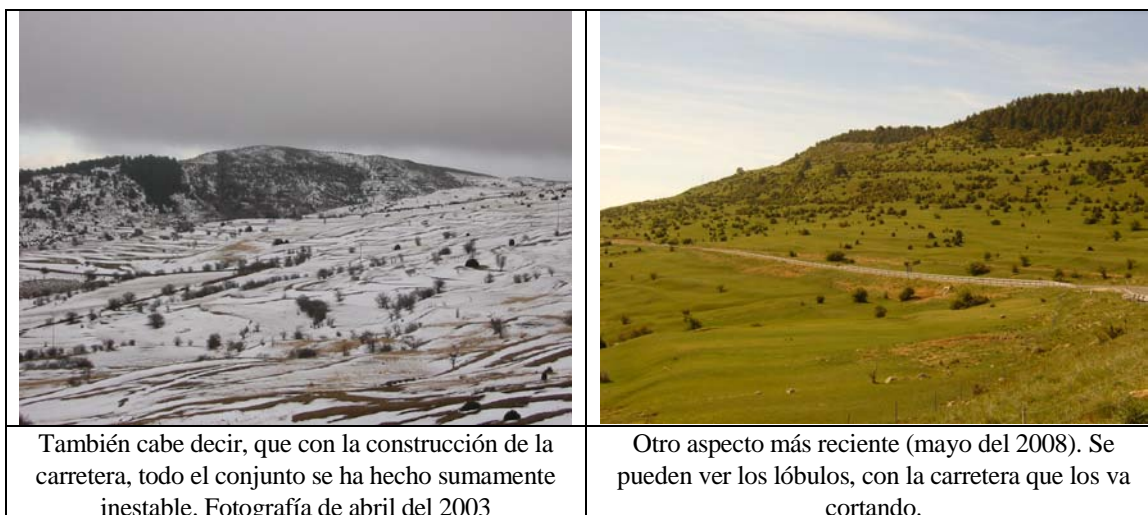 También cabe decir, que con la construcción de la
carretera, todo el conjunto se ha hecho sumamente
inestable. Fotografía de abril del 2003
Otro aspecto más reciente (mayo del 2008). Se
pueden ver los lóbulos, con la carretera que los va
cortando.